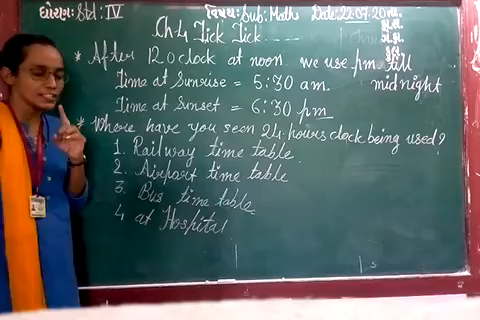 ધોરણ: Std: IV વિષય: Sub: Maths Date: 22.07.20
Ch-4 Tick Tick....
* After 12 O clock at noon we use pm till midnight
Time at Sunrise = 5:30 am.
Time at Sunset = 6:30 pm
* Where have you seen 24-hours clock being used?
1. Railway time table.
2. Airport time table
3. Bus time table
4 at Hospital